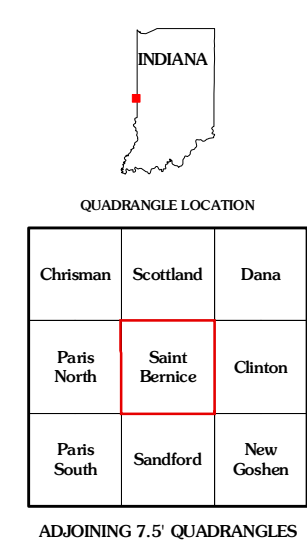 INDIANA
QUADRANGLE LOCATION
Chrisman
Scottland
Dana
Paris
North
Saint
Bernice
Clinton
Paris
South
Sandford
New
Goshen
ADJOINING 7.5' QUADRANGLES